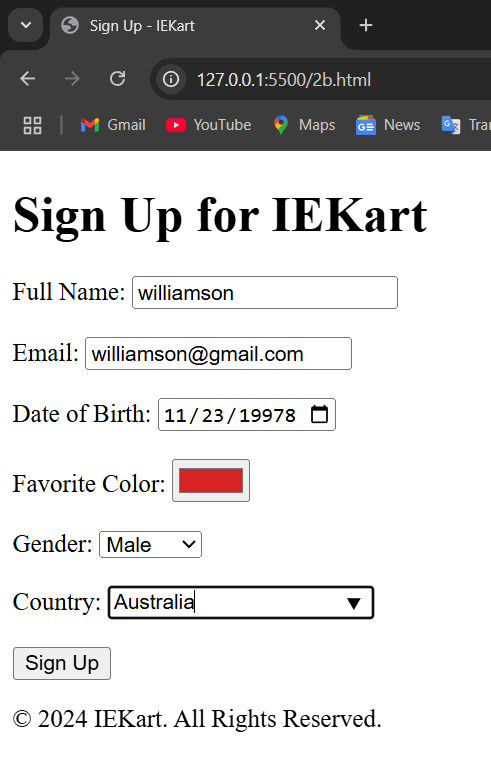 Sign Up - IEKart
127.0.0.1:5500/2b.html
Gmail YouTube Maps News Tra
Sign Up for IEKart
Full Name: williamson
Email: williamson@gmail.com
Date of Birth: 11/23/19978
Favorite Color:
Gender: Male
Country: Australia
Sign Up
© 2024 IEKart. All Rights Reserved.